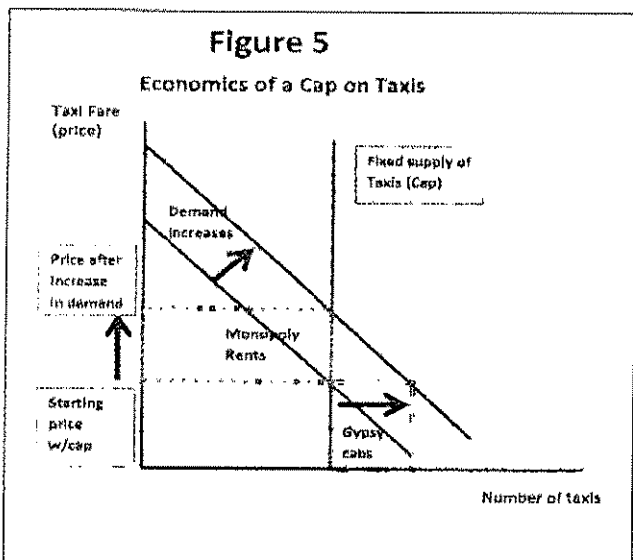 Figure 5
Economics of a Cap on Taxis
Taxi Fare
(price)
Fixed supply of
Taxis (Cap)
Demand
Increases
Price after
Increase
in demand
Monopoly
Rents
Starting
price
w/cap
Gypsy
cabs
Number of taxis